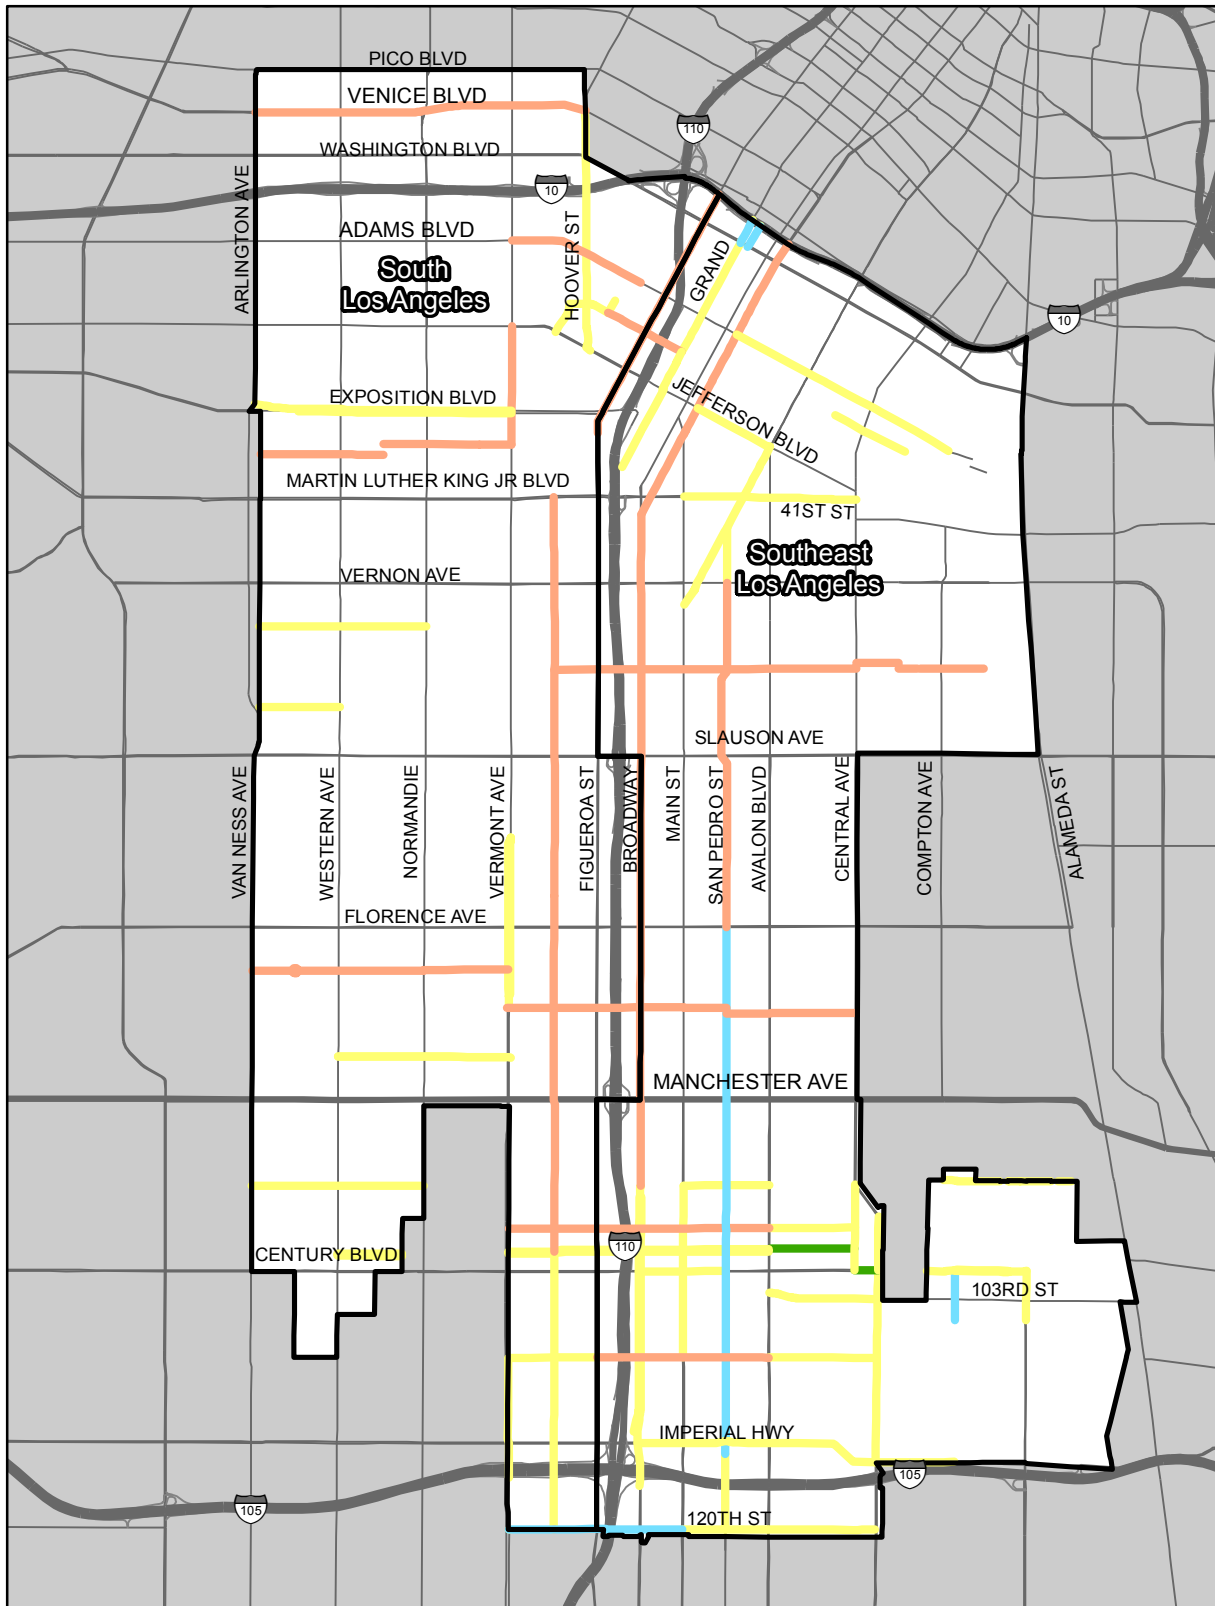 PICO BLVD
VENICE BLVD
110
WASHINGTON BLVD
ARLINGTON AVE
10
ADAMS BLVD
HOOVER ST
GRAND
South
Los Angeles
10
EXPOSITION BLVD
JEFFERSON BLVD
MARTIN LUTHER KING JR BLVD
41ST ST
Southeast
Los Angeles
VERNON AVE
SLAUSON AVE
VAN NESS AVE
WESTERN AVE
NORMANDIE
VERMONT AVE
FIGUEROA ST
BROADWAY
MAIN ST
SAN PEDRO ST
AVALON BLVD
CENTRAL AVE
COMPTON AVE
ALAMEDA ST
FLORENCE AVE
MANCHESTER AVE
110
CENTURY BLVD
103RD ST
IMPERIAL HWY
105
105
120TH ST